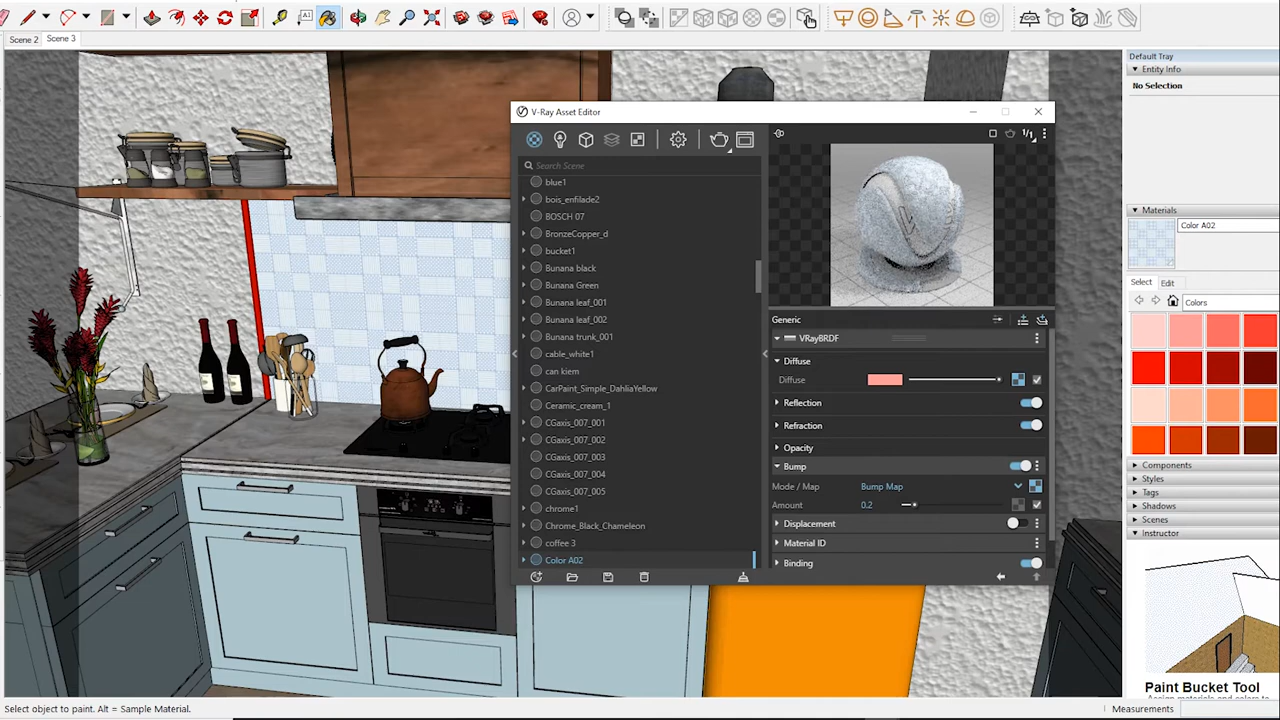 Scene 2
Scene 3
Default Tray
Entity Info
No Selection
V-Ray Asset Editor
Search Scene
1/1
blue1
bois_enfilade2
BOSCH 07
BronzeCopper_d
bucket1
Bunana black
Bunana Green
Bunana leaf_001
Bunana leaf_002
Bunana trunk_001
cable_white1
can kiem
CarPaint_Simple_DahliaYellow
Ceramic_cream_1
CGaxis_007_001
CGaxis_007_002
CGaxis_007_003
CGaxis_007_004
CGaxis_007_005
chrome1
Chrome_Black_Chameleon
coffee 3
Color A02
Generic
VRayBRDF
Diffuse
Diffuse
Reflection
Refraction
Opacity
Bump
Mode / Map Bump Map
Amount 0.2
Displacement
Material ID
Binding
Materials
Color A02
Select Edit
Colors
Components
Styles
Tags
Shadows
Scenes
Instructor
Paint Bucket Tool
Select object to paint. Alt = Sample Material.
Measurements